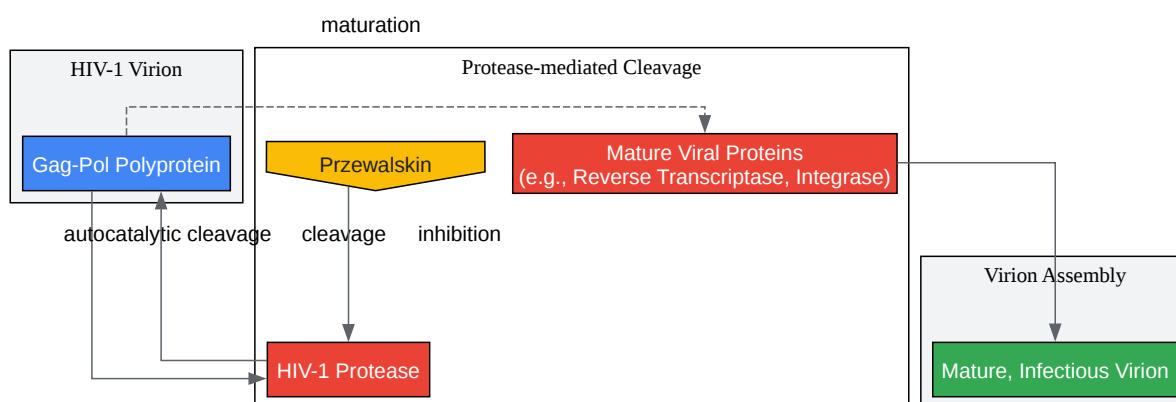 maturation
HIV-1 Virion
Protease-mediated Cleavage
Gag-Pol Polyprotein
Przewalskin
Mature Viral Proteins
(e.g., Reverse Transcriptase, Integrase)
autocatalytic cleavage
cleavage
inhibition
Virion Assembly
HIV-1 Protease
Mature, Infectious Virion